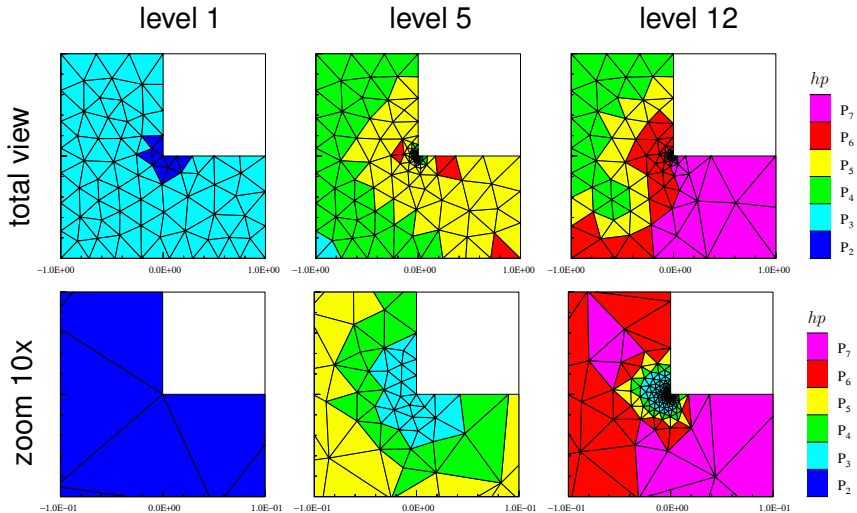 level 1 level 5 level 12
total view
hp
P7
P6
P5
P4
P3
P2
−1.0E+00 0.0E+00 1.0E+00 −1.0E+00 0.0E+00 1.0E+00 −1.0E+00 0.0E+00 1.0E+00
zoom 10x
hp
P7
P6
P5
P4
P3
P2
−1.0E−01 0.0E+00 1.0E−01 −1.0E−01 0.0E+00 1.0E−01 −1.0E−01 0.0E+00 1.0E−01